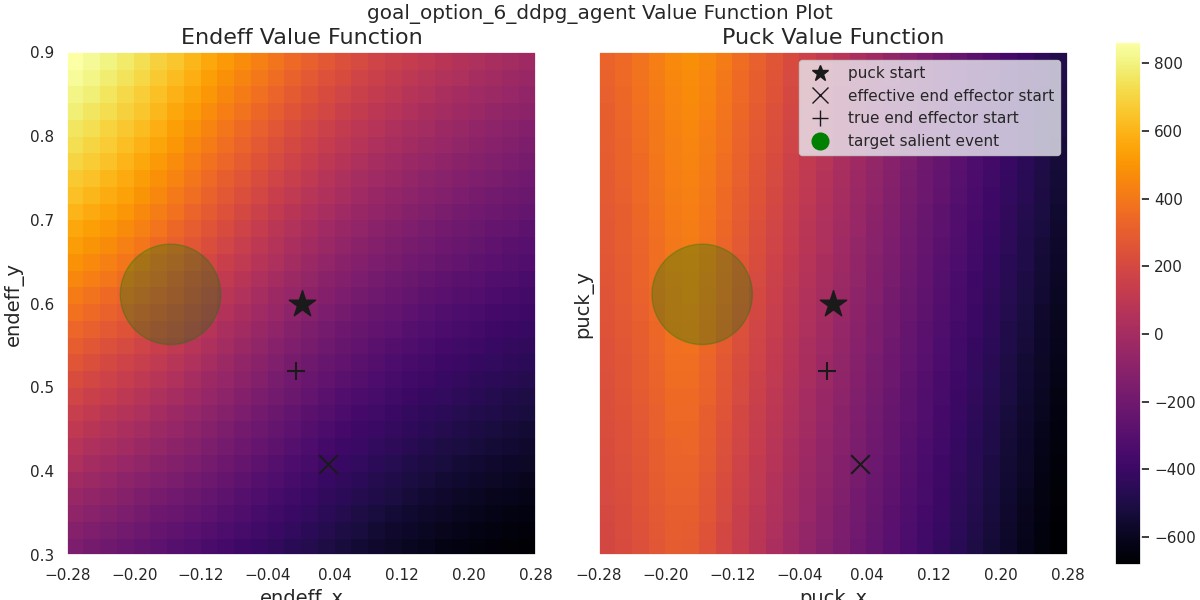 goal_option_6_ddpg_agent Value Function Plot
Endeff Value Function
Puck Value Function
puck start
effective end effector start
true end effector start
target salient event
endeff_y
puck_y
0.9
0.8
0.7
0.6
0.5
0.4
0.3
−0.28 −0.20 −0.12 −0.04 0.04 0.12 0.20 0.28
−0.28 −0.20 −0.12 −0.04 0.04 0.12 0.20 0.28
endeff_x
puck_x
800
600
400
200
0
−200
−400
−600